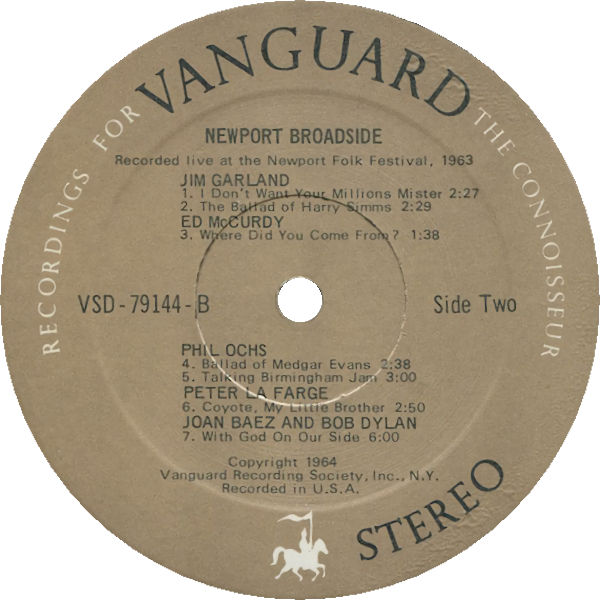 RECORDINGS FOR VANGUARD THE CONNOISSEUR
NEWPORT BROADSIDE
Recorded live at the Newport Folk Festival, 1963
JIM GARLAND
1. I Don't Want Your Millions Mister 2:27
2. The Ballad of Harry Simms 2:29
ED McCURDY
3. Where Did You Come From? 1:38
VSD-79144-B
Side Two
PHIL OCHS
4. Ballad of Medgar Evans 2:38
5. Talking Birmingham Jam 3:00
PETER LA FARGE
6. Coyote, My Little Brother 2:50
JOAN BAEZ AND BOB DYLAN
7. With God On Our Side 6:00
Copyright 1964
Vanguard Recording Society, Inc., N.Y.
Recorded in U.S.A.
STEREO